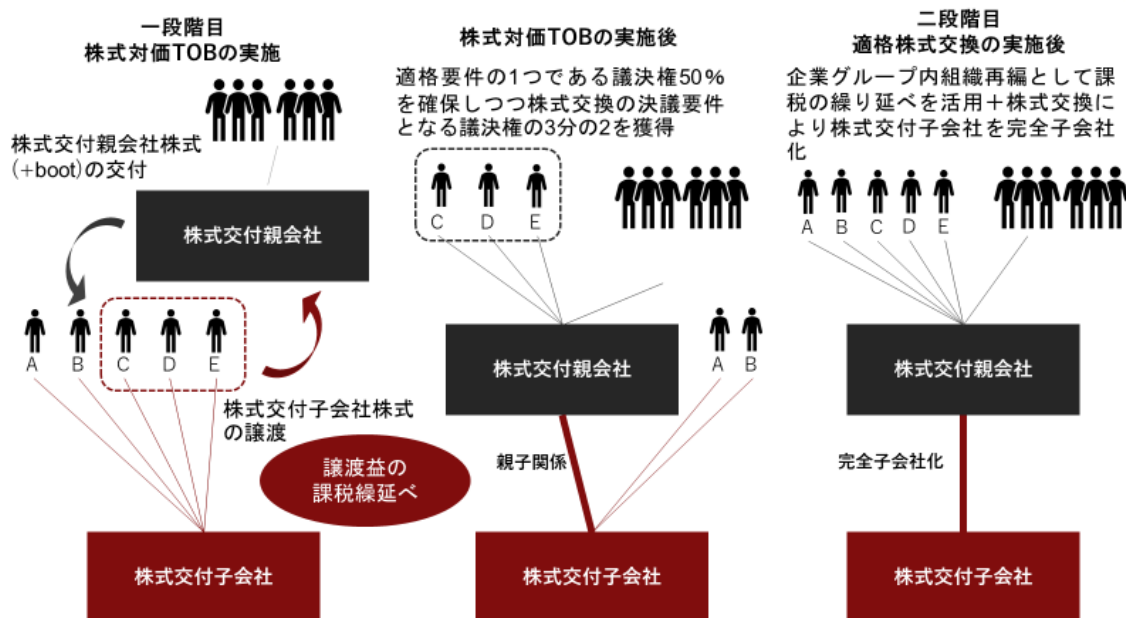 一段階目
株式対価TOBの実施
株式交付親会社株式
(+boot)の交付
株式交付親会社
A
B
C
D
E
株式交付子会社株式
の譲渡
譲渡益の
課税繰延べ
株式交付子会社
株式対価TOBの実施後
適格要件の1つである議決権50%
を確保しつつ株式交換の決議要件
となる議決権の3分の2を獲得
C
D
E
株式交付親会社
A
B
親子関係
株式交付子会社
二段階目
適格株式交換の実施後
企業グループ内組織再編として課
税の繰り延べを活用+株式交換に
より株式交付子会社を完全子会社
化
A
B
C
D
E
株式交付親会社
完全子会社化
株式交付子会社